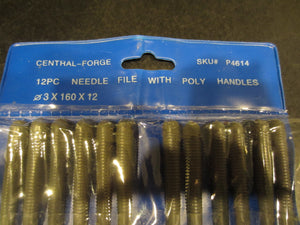 CENTHAL-FORGE SKU# P4614
12PC NEEDLE FILE WITH POLY HANDLES
Ø 3 X 160 X 12